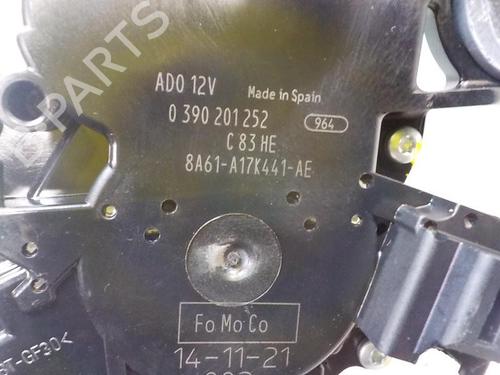 PARTS
ADO 12V Made in Spain
0 390 201 252 964
C 83 HE
8A61-A17K441-AE
FoMoCo
14-11-21